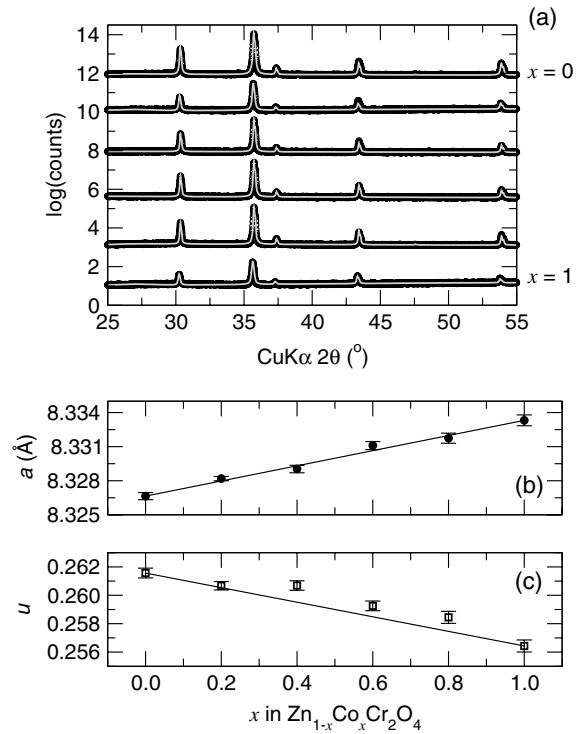 (a)
14
12
10
8
6
4
2
0
log(counts)
x = 0
x = 1
25 30 35 40 45 50 55
CuKα 2θ (°)
8.334
8.331
8.328
8.325
a (Å)
(b)
0.262
0.260
0.258
0.256
u
(c)
0.0 0.2 0.4 0.6 0.8 1.0
x in Zn₁₋ₓCoₓCr₂O₄